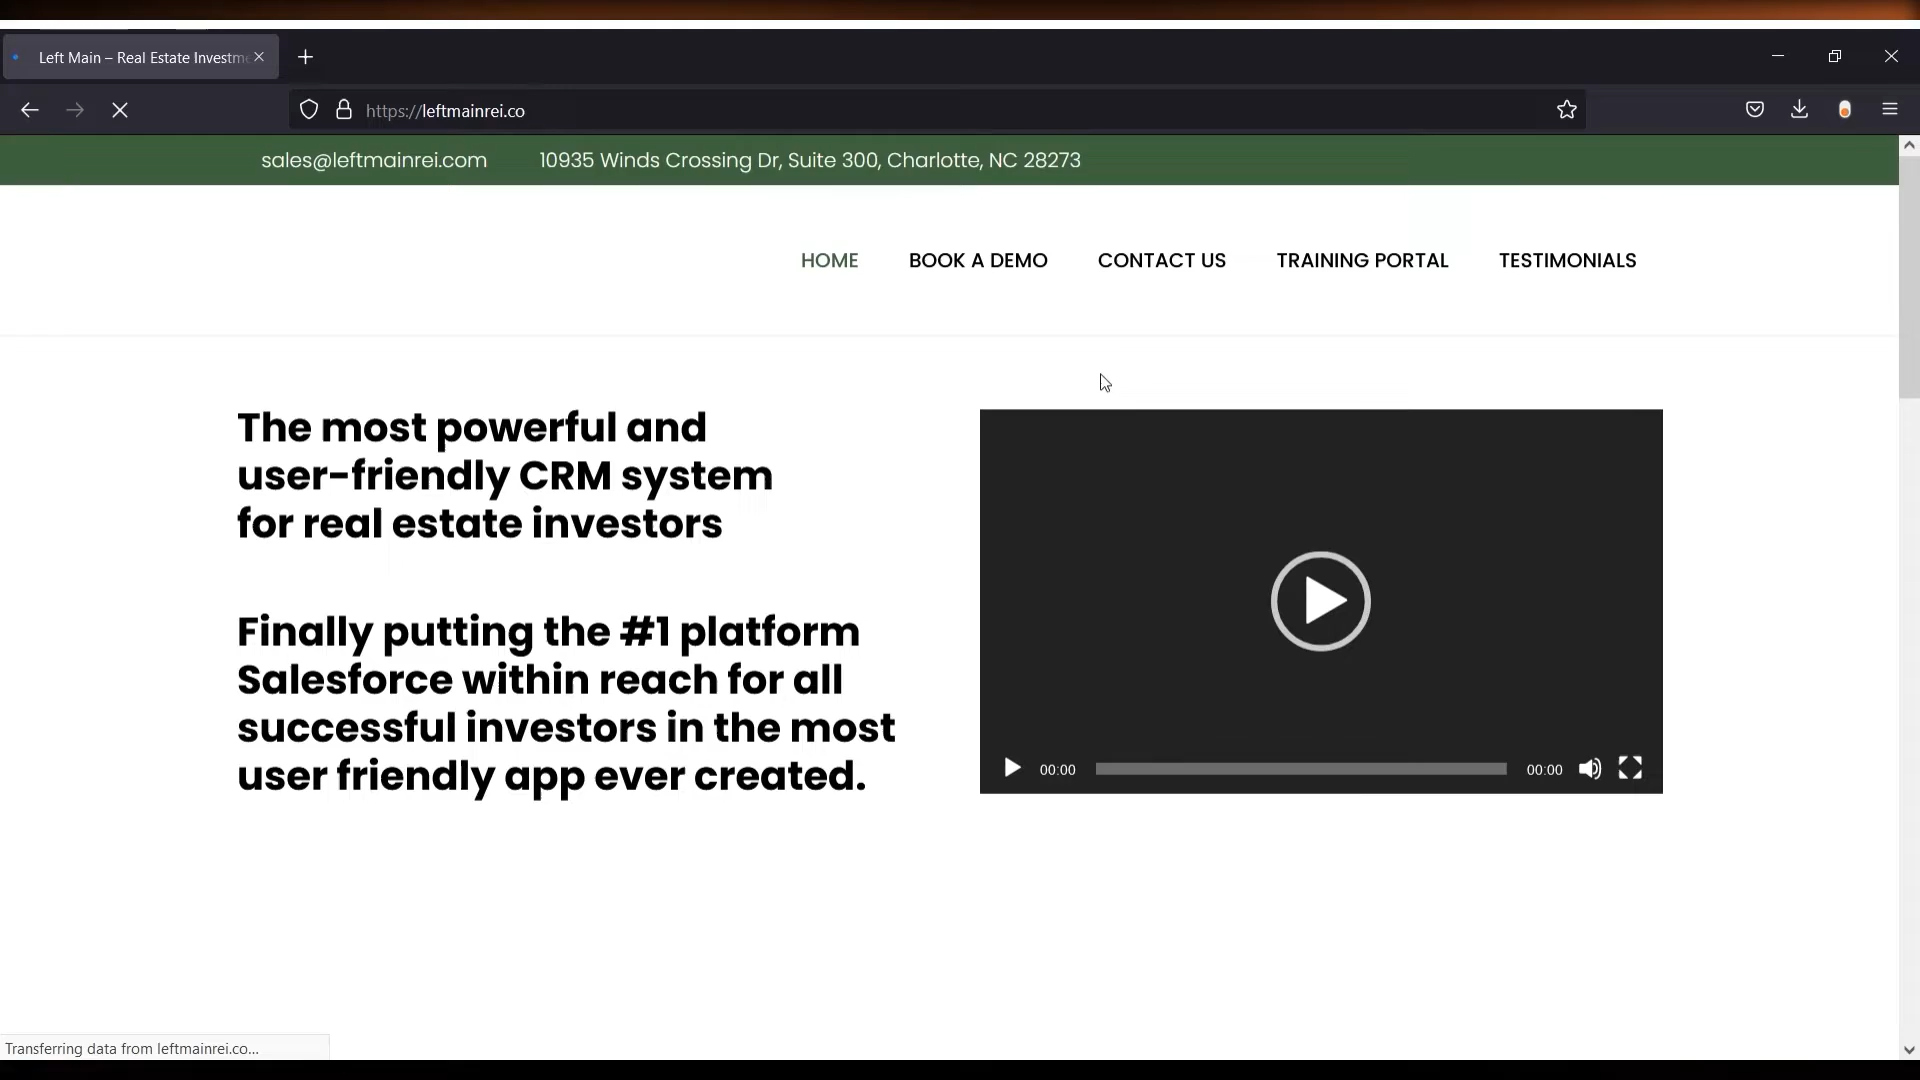 Left Main – Real Estate Investme
https://leftmainrei.co
sales@leftmainrei.com 10935 Winds Crossing Dr, Suite 300, Charlotte, NC 28273
HOME BOOK A DEMO CONTACT US TRAINING PORTAL TESTIMONIALS
The most powerful and
user-friendly CRM system
for real estate investors
Finally putting the #1 platform
Salesforce within reach for all
successful investors in the most
user friendly app ever created.
00:00 00:00
Transferring data from leftmainrei.co...